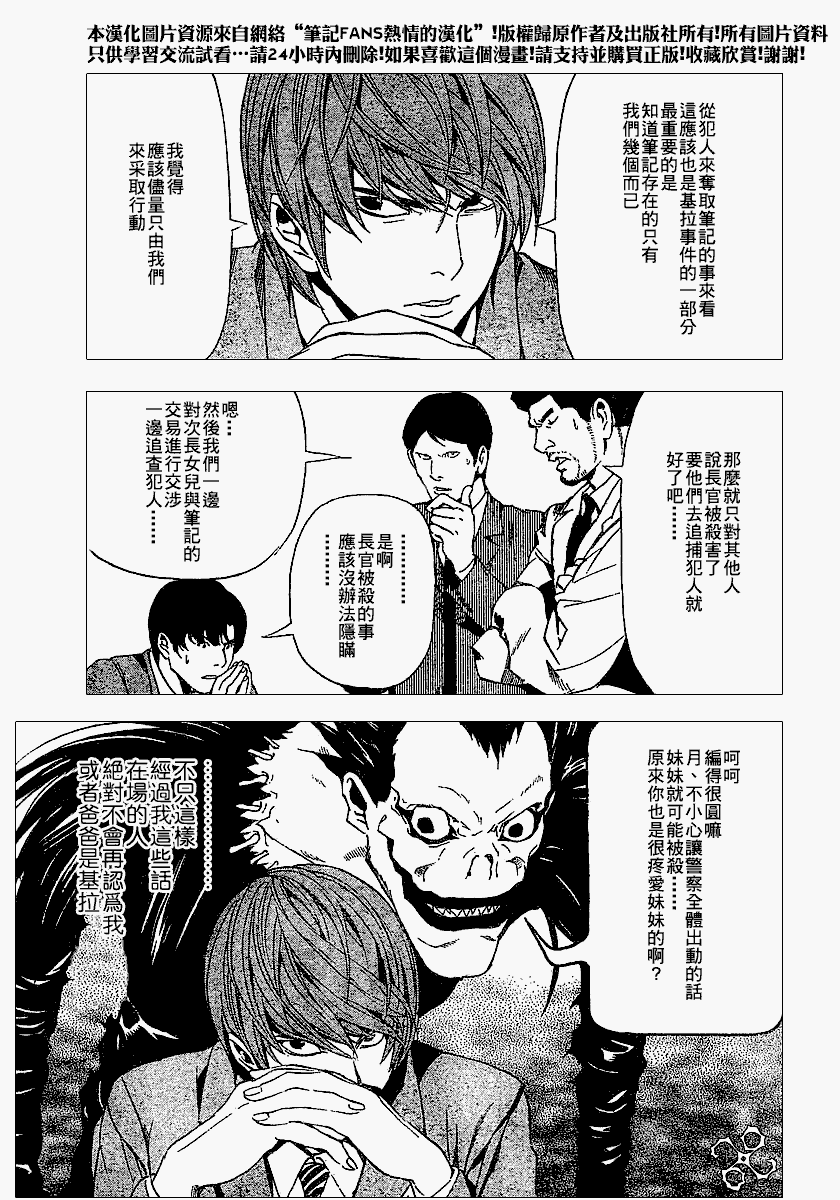 本漢化圖片資源來自網絡“筆記FANS熱情的漢化”!版權歸原作者及出版社所有!所有圖片資料
只供學習交流試看…請24小時內刪除!如果喜歡這個漫畫!請支持並購買正版!收藏欣賞!謝謝!
從犯人來奪取筆記的事來看
這應該也是基拉事件的一部分
最重要的是
知道筆記存在的只有
我們幾個而已
我覺得
應該儘量只由我們
來采取行動
那麼就只對其他人
說長官被殺害了
要他們去追捕犯人就
好了吧……
…………
是啊
長官被殺的事
應該沒辦法隱瞞
……
嗯…
然後我們一邊
對次長女兒與筆記的
交易進行交涉
一邊追查犯人……
呵呵
編得很圓嘛
月、不小心讓警察全體出動的話
妹妹就可能被殺……
原來你也是很疼愛妹妹的啊？
…………
不只這樣
經過我這些話
在場的人
絕對不會再認爲我
或者爸爸是基拉